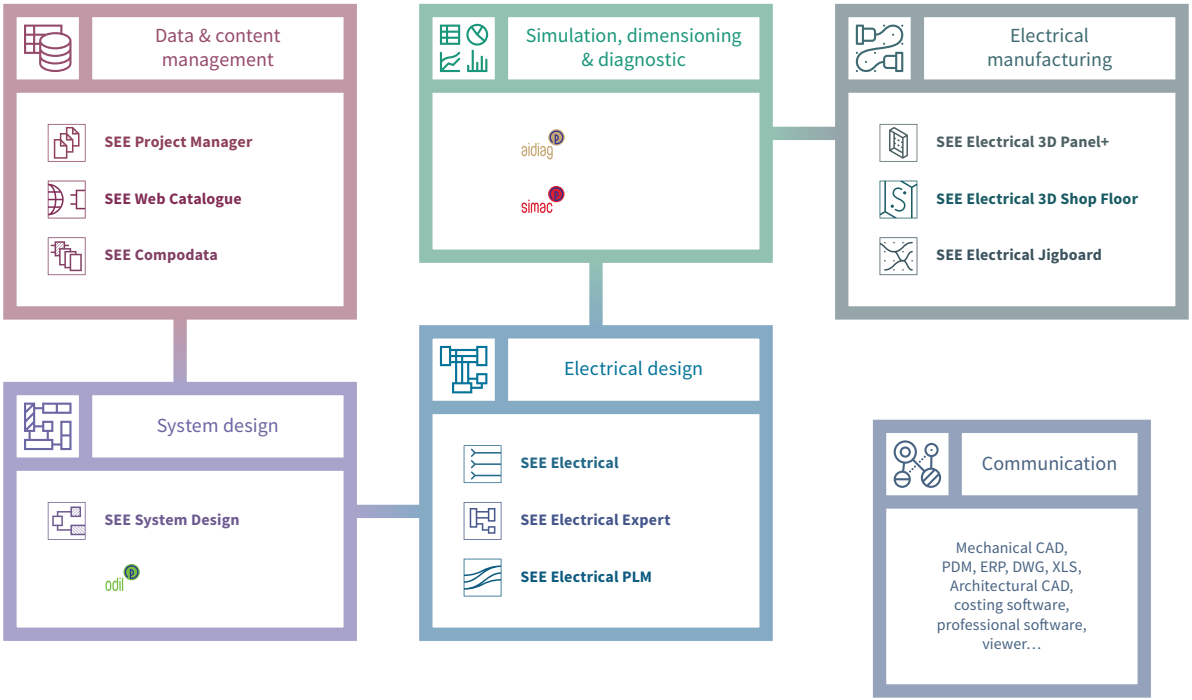 Data & content
management
SEE Project Manager
SEE Web Catalogue
SEE Compodata
Simulation, dimensioning
& diagnostic
aidiag
simac
Electrical
manufacturing
SEE Electrical 3D Panel+
SEE Electrical 3D Shop Floor
SEE Electrical Jigboard
System design
SEE System Design
odil
Electrical design
SEE Electrical
SEE Electrical Expert
SEE Electrical PLM
Communication
Mechanical CAD,
PDM, ERP, DWG, XLS,
Architectural CAD,
costing software,
professional software,
viewer…